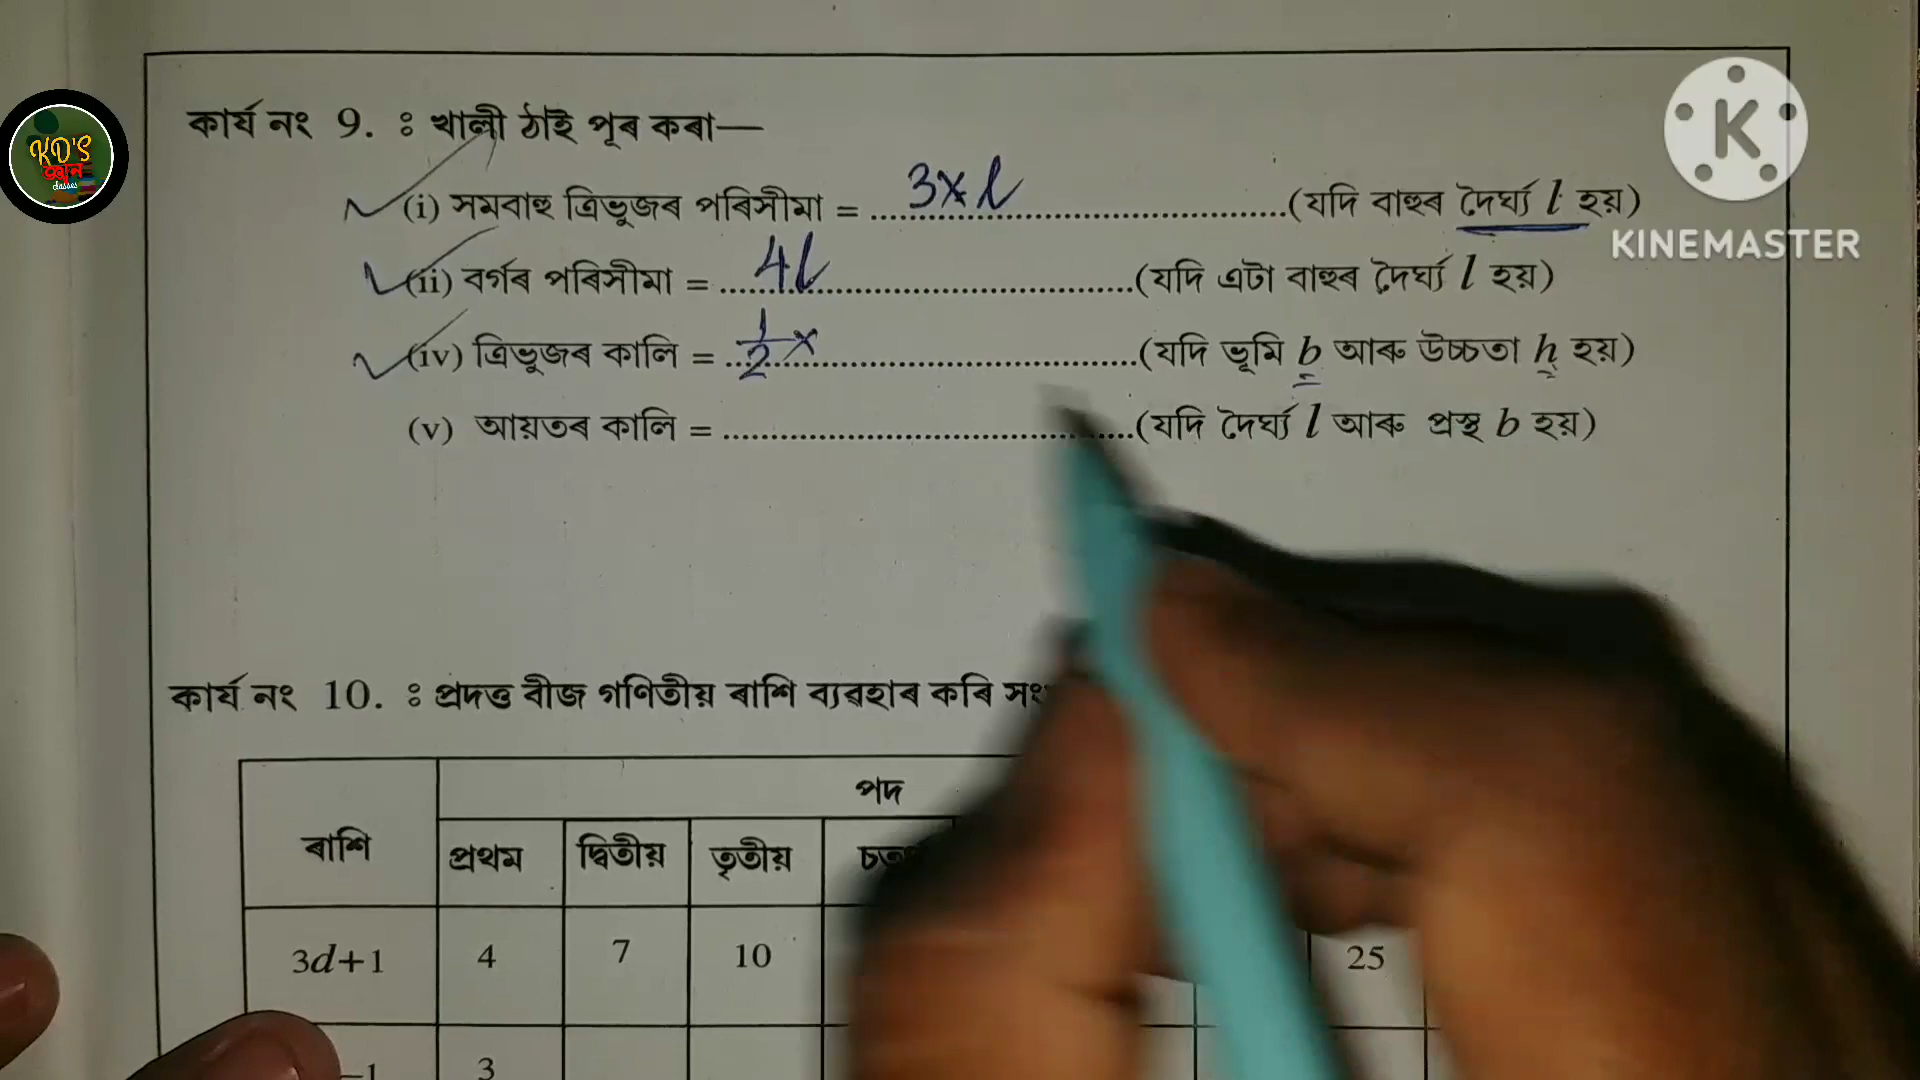 কাৰ্য নং 9. : খালী ঠাই পূৰ কৰা—
(i) সমবাহু ত্ৰিভুজৰ পৰিসীমা = 3×l (যদি বাহুৰ দৈৰ্ঘ্য l হয়)
(ii) বৰ্গৰ পৰিসীমা = 4l (যদি এটা বাহুৰ দৈৰ্ঘ্য l হয়)
(iv) ত্ৰিভুজৰ কালি = 1/2 × (যদি ভূমি b আৰু উচ্চতা h হয়)
(v) আয়তৰ কালি = (যদি দৈৰ্ঘ্য l আৰু প্ৰস্থ b হয়)
কাৰ্য নং 10. : প্ৰদত্ত বীজ গণিতীয় ৰাশি ব্যৱহাৰ কৰি
ৰাশি পদ
প্ৰথম দ্বিতীয় তৃতীয়
3d+1 4 7 10 25
3
KD'S
জ্ঞান
classes
K
KINEMASTER